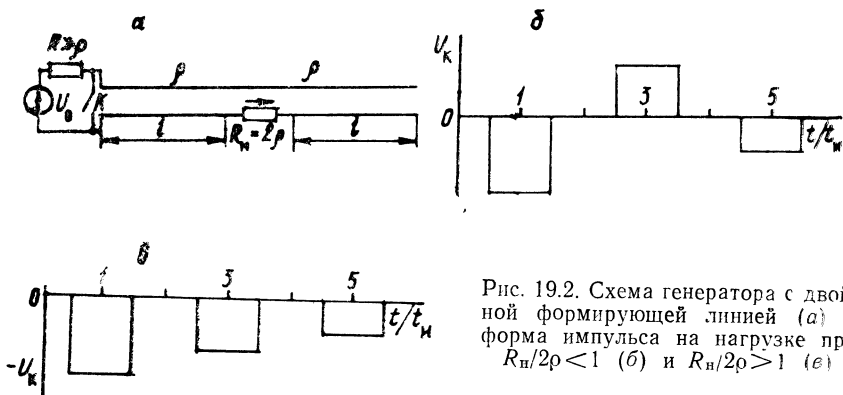 а
R≫ρ
U₀
K
ρ
ρ
l
Rн=2ρ
l
б
Uк
0
1
3
5
t/tи
в
0
1
3
5
t/tи
-Uк
Рис. 19.2. Схема генератора с двой
ной формирующей линией (а)
форма импульса на нагрузке пр
Rн/2ρ<1 (б) и Rн/2ρ>1 (в)